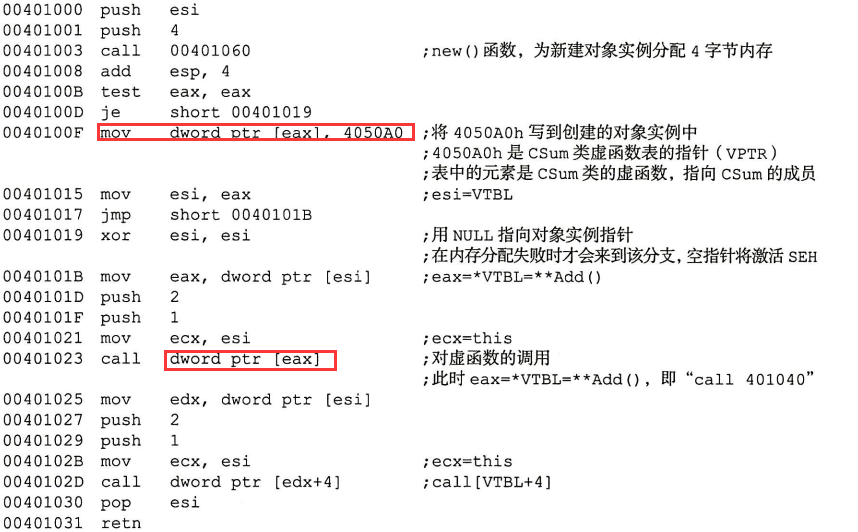 00401000 push esi
00401001 push 4
00401003 call 00401060 ;new()函数，为新建对象实例分配 4 字节内存
00401008 add esp, 4
0040100B test eax, eax
0040100D je short 00401019
0040100F mov dword ptr [eax], 4050A0 ;将 4050A0h 写到创建的对象实例中
;4050A0h 是 CSum 类虚函数表的指针（VPTR）
;表中的元素是 CSum 类的虚函数，指向 CSum 的成员
00401015 mov esi, eax ;esi=VTBL
00401017 jmp short 0040101B
00401019 xor esi, esi ;用 NULL 指向对象实例指针
;在内存分配失败时才会来到该分支，空指针将激活 SEH
0040101B mov eax, dword ptr [esi] ;eax=*VTBL=**Add()
0040101D push 2
0040101F push 1
00401021 mov ecx, esi ;ecx=this
00401023 call dword ptr [eax] ;对虚函数的调用
;此时 eax=*VTBL=**Add()，即“call 401040”
00401025 mov edx, dword ptr [esi]
00401027 push 2
00401029 push 1
0040102B mov ecx, esi ;ecx=this
0040102D call dword ptr [edx+4] ;call[VTBL+4]
00401030 pop esi
00401031 retn